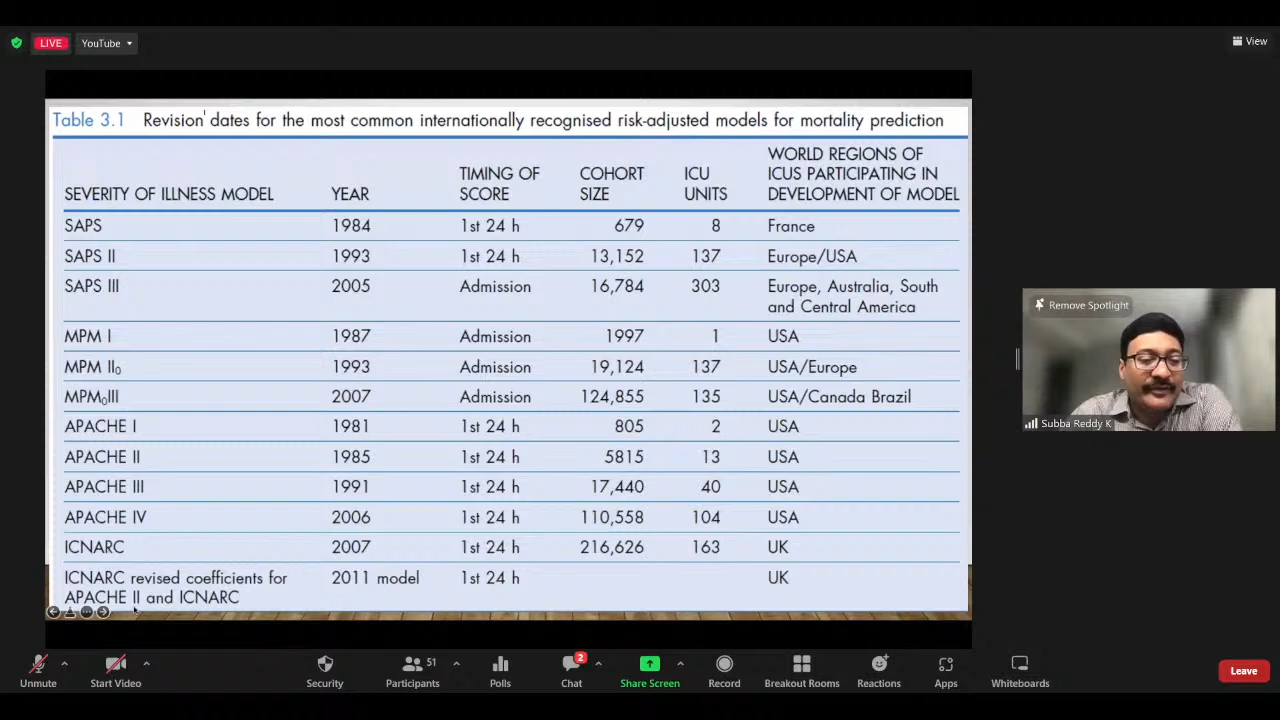 LIVE
YouTube
View
Table 3.1 Revision dates for the most common internationally recognised risk-adjusted models for mortality prediction
SEVERITY OF ILLNESS MODEL YEAR TIMING OF SCORE COHORT SIZE ICU UNITS WORLD REGIONS OF ICUS PARTICIPATING IN DEVELOPMENT OF MODEL
SAPS 1984 1st 24 h 679 8 France
SAPS II 1993 1st 24 h 13,152 137 Europe/USA
SAPS III 2005 Admission 16,784 303 Europe, Australia, South
and Central America
MPM I 1987 Admission 1997 1 USA
MPM II₀ 1993 Admission 19,124 137 USA/Europe
MPM₀III 2007 Admission 124,855 135 USA/Canada Brazil
APACHE I 1981 1st 24 h 805 2 USA
APACHE II 1985 1st 24 h 5815 13 USA
APACHE III 1991 1st 24 h 17,440 40 USA
APACHE IV 2006 1st 24 h 110,558 104 USA
ICNARC 2007 1st 24 h 216,626 163 UK
ICNARC revised coefficients for 2011 model 1st 24 h UK
APACHE II and ICNARC
Remove Spotlight
Subba Reddy K
Unmute
Start Video
Security
51
Participants
Polls
2
Chat
Share Screen
Record
Breakout Rooms
Reactions
Apps
Whiteboards
Leave